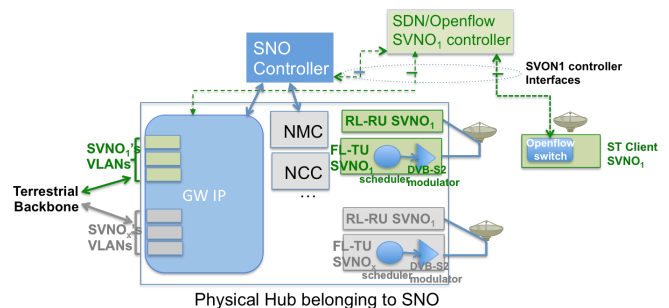 SDN/Openflow
SVNO1 controller
SNO
Controller
SVON1 controller
Interfaces
NMC
NCC
...
RL-RU SVNO1
FL-TU
SVNO1
scheduler
DVB-S2
modulator
Openflow
switch
ST Client
SVNO1
SVNO1's
VLANs
GW IP
Terrestrial
Backbone
SVNOx's
VLANs
RL-RU SVNO1
FL-TU
SVNOx
scheduler
DVB-S2
modulator
Physical Hub belonging to SNO